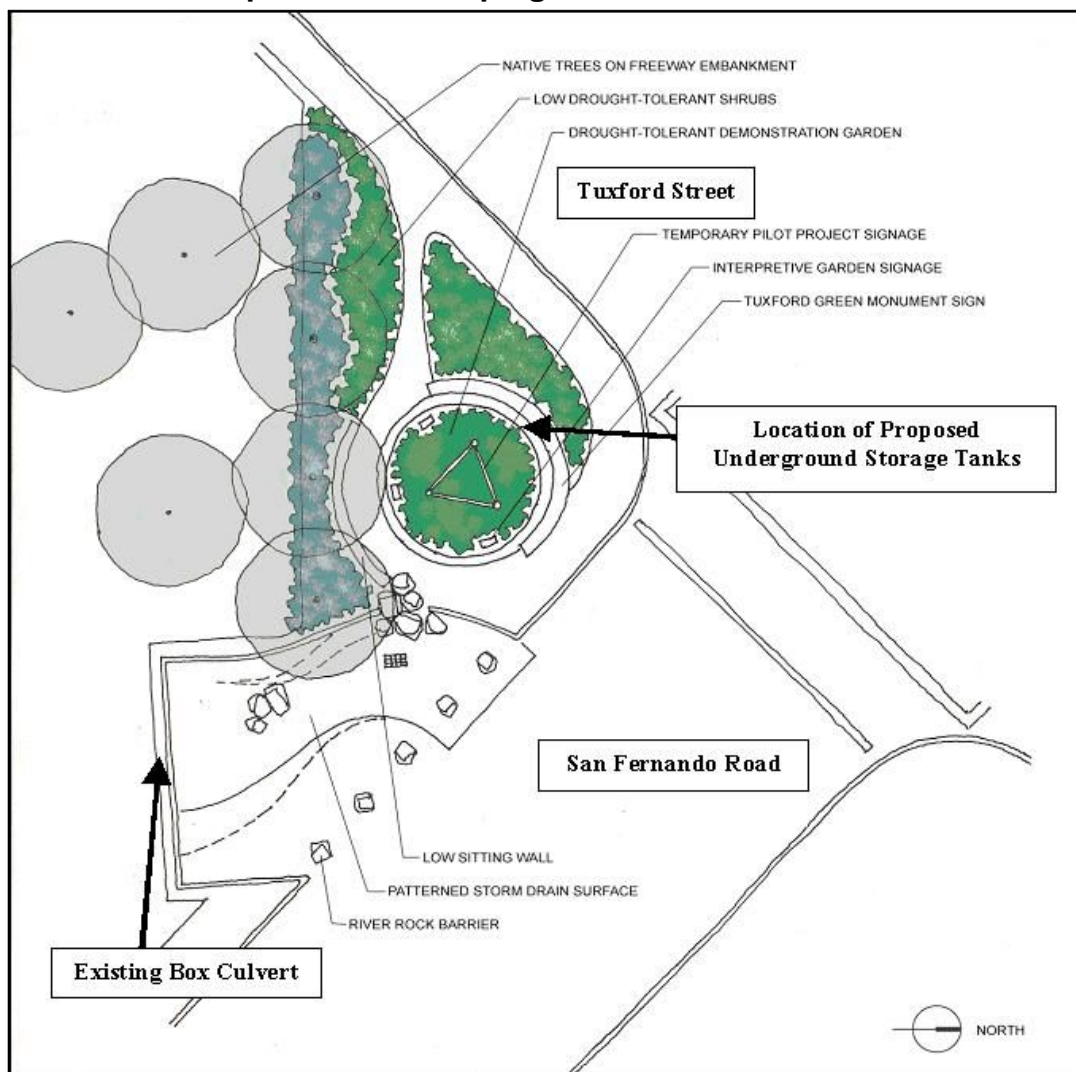 NATIVE TREES ON FREEWAY EMBANKMENT
LOW DROUGHT-TOLERANT SHRUBS
DROUGHT-TOLERANT DEMONSTRATION GARDEN
Tuxford Street
TEMPORARY PILOT PROJECT SIGNAGE
INTERPRETIVE GARDEN SIGNAGE
TUXFORD GREEN MONUMENT SIGN
Location of Proposed
Underground Storage Tanks
San Fernando Road
LOW SITTING WALL
PATTERNED STORM DRAIN SURFACE
RIVER ROCK BARRIER
Existing Box Culvert
NORTH